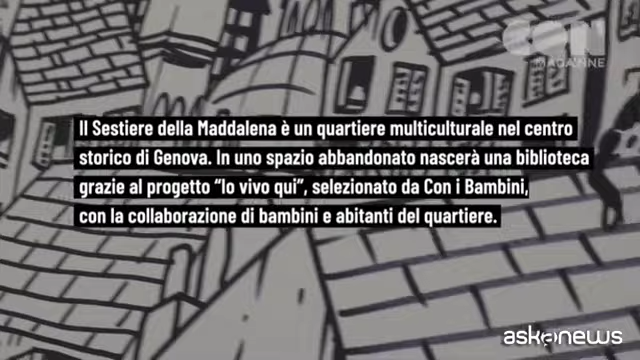 CON
MAGAZINE
Il Sestiere della Maddalena è un quartiere multiculturale nel centro
storico di Genova. In uno spazio abbandonato nascerà una biblioteca
grazie al progetto “Io vivo qui”, selezionato da Con i Bambini,
con la collaborazione di bambini e abitanti del quartiere.
askanews